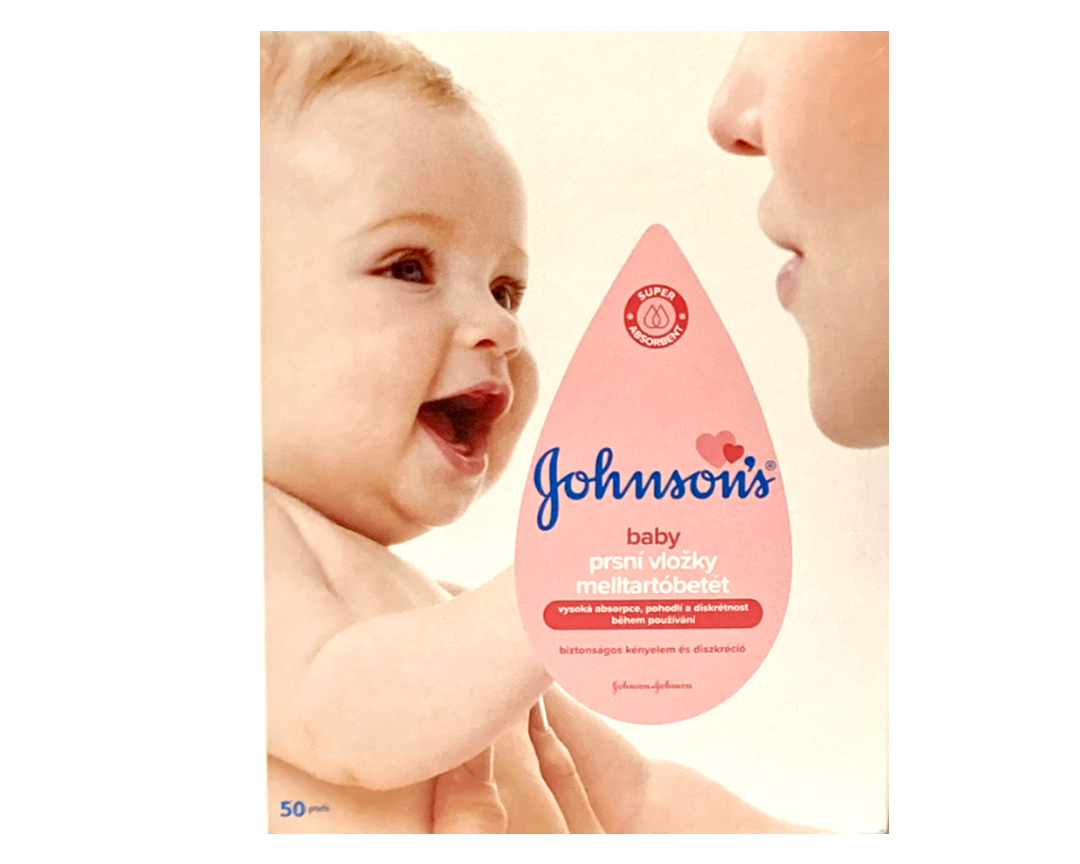 SUPER
ABSORBENT
Johnson's®
baby
prsní vložky
melltartóbetét
vysoká absorpce, pohodlí a diskrétnost
během používání
biztonságos kényelem és diszkréció
Johnson & Johnson
50 pads